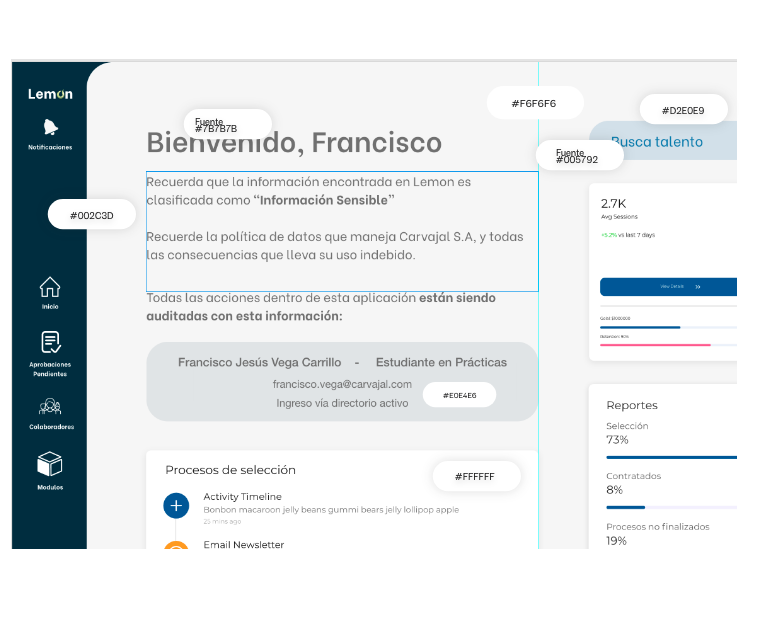 Lemon
Notificaciones
#002C3D
Inicio
Aprobaciones
Pendientes
Colaboradores
Modulos
Fuente
#7B7B7B
Bienvenido, Francisco
#F6F6F6
Recuerda que la información encontrada en Lemon es
clasificada como “Información Sensible”
Recuerde la política de datos que maneja Carvajal S.A, y todas
las consecuencias que lleva su uso indebido.
Todas las acciones dentro de esta aplicación están siendo
auditadas con esta información:
Francisco Jesús Vega Carrillo - Estudiante en Prácticas
francisco.vega@carvajal.com
Ingreso vía directorio activo
#E0E4E6
Procesos de selección
#FFFFFF
Activity Timeline
Bonbon macaroon jelly beans gummi bears jelly lollipop apple
25 mins ago
Email Newsletter
#D2E0E9
Fuente
#005792
Busca talento
2.7K
Avg Sessions
+5.2% vs last 7 days
View Details
Goals $1000000
Retention: 90%
Reportes
Selección
73%
Contratados
8%
Procesos no finalizados
19%